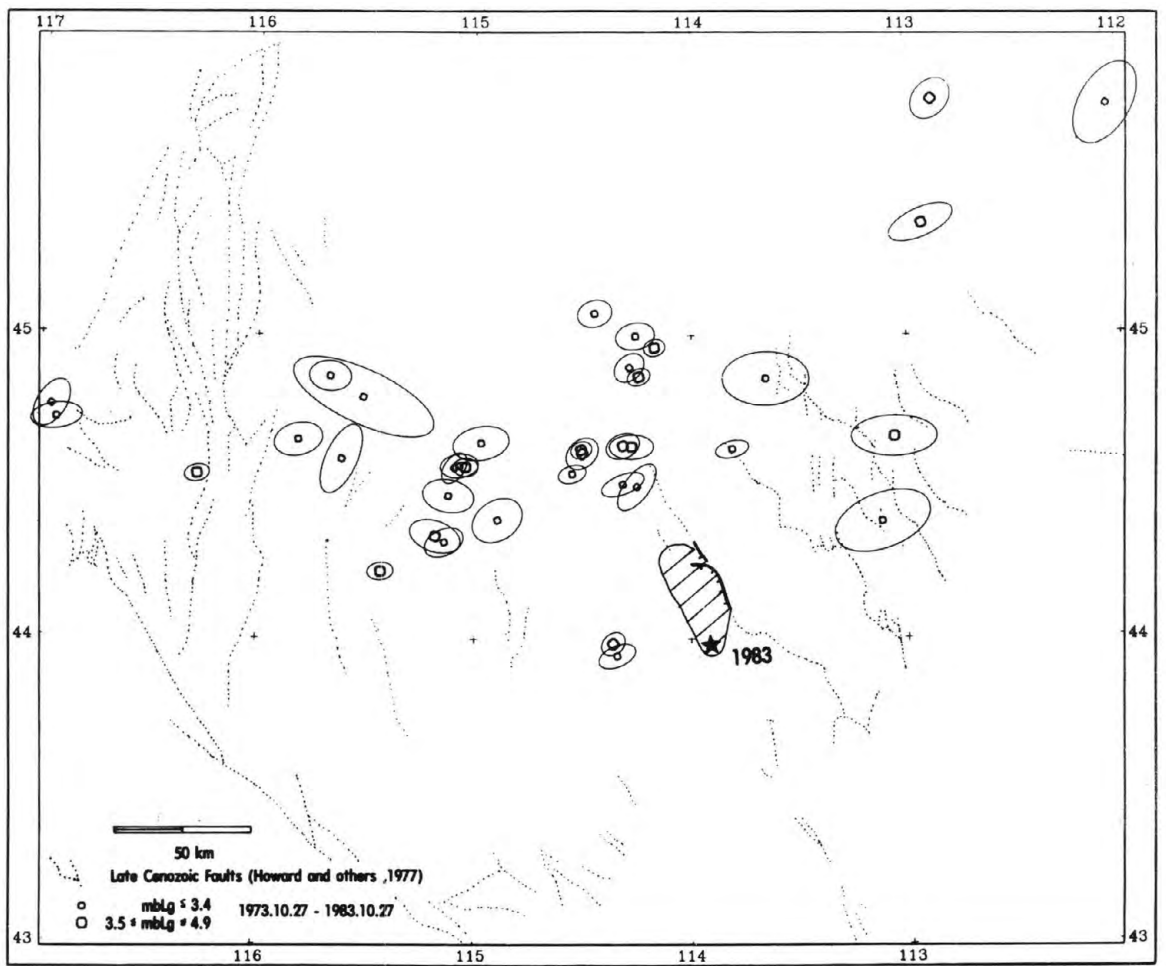 117 116 115 114 113 112
45 45
44 44
1983
50 km
Late Cenozoic Faults (Howard and others ,1977)
mbLg ≤ 3.4
1973.10.27 - 1983.10.27
3.5 ≤ mbLg ≤ 4.9
43 43
116 115 114 113